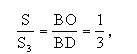 S/S₃ = BO/BD = 1/3,